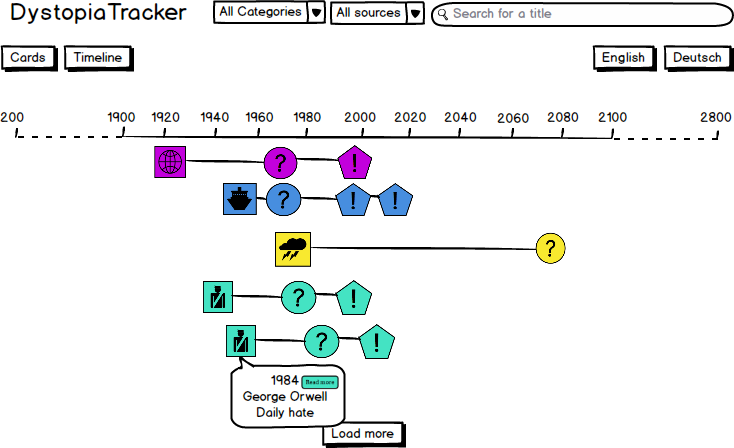 DystopiaTracker
All Categories
All sources
Search for a title
Cards
Timeline
English
Deutsch
200 1900 1920 1940 1960 1980 2000 2020 2040 2060 2080 2100 2800
? !
? ! !
?
? !
? !
1984 Read more
George Orwell
Daily hate
Load more